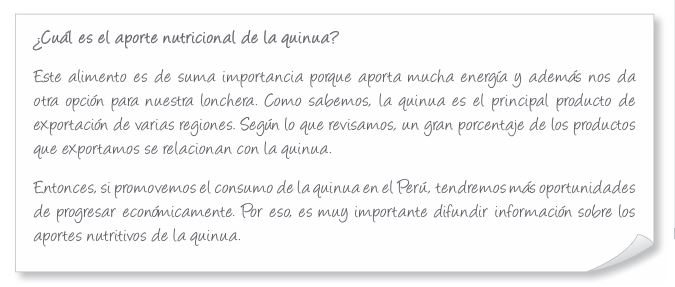 ¿Cuál es el aporte nutricional de la quinua?
Este alimento es de suma importancia porque aporta mucha energía y además nos da
otra opción para nuestra lonchera. Como sabemos, la quinua es el principal producto de
exportación de varias regiones. Según lo que revisamos, un gran porcentaje de los productos
que exportamos se relacionan con la quinua.
Entonces, si promovemos el consumo de la quinua en el Perú, tendremos más oportunidades
de progresar económicamente. Por eso, es muy importante difundir información sobre los
aportes nutritivos de la quinua.